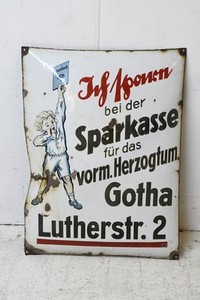 Ich spare
bei der
Sparkasse
für das
vorm. Herzogtum.
Gotha
Lutherstr. 2